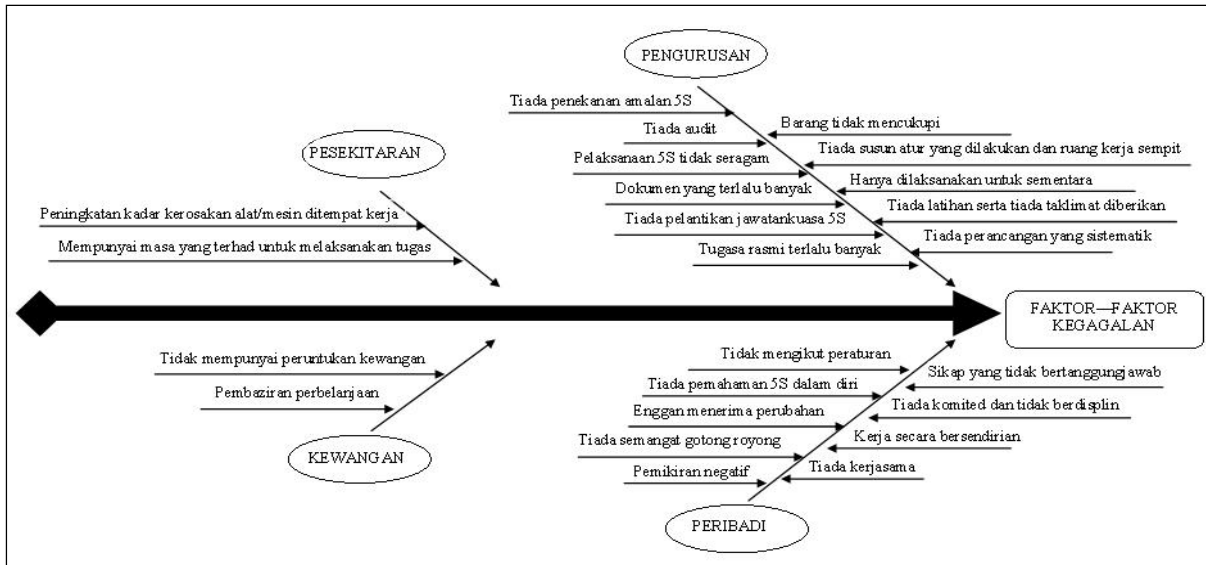 PENGURUSAN
Tiada penekanan amalan 5S
Tiada audit
Pelaksanaan 5S tidak seragam
Dokumen yang terlalu banyak
Tiada pelantikan jawatankuasa 5S
Tugasa rasmi terlalu banyak
Barang tidak mencukupi
Tiada susun atur yang dilakukan dan ruang kerja sempit
Hanya dilaksanakan untuk sementara
Tiada latihan serta tiada taklimat diberikan
Tiada perancangan yang sistematik
PESEKITARAN
Peningkatan kadar kerosakan alat/mesin ditempat kerja
Mempunyai masa yang terhad untuk melaksanakan tugas
FAKTOR—FAKTOR
KEGAGALAN
Tidak mempunyai peruntukan kewangan
Pembaziran perbelanjaan
KEWANGAN
Tidak mengikut peraturan
Tiada pemahaman 5S dalam diri
Enggan menerima perubahan
Tiada semangat gotong royong
Pemikiran negatif
Sikap yang tidak bertanggungjawab
Tiada komited dan tidak berdisplin
Kerja secara bersendirian
Tiada kerjasama
PERIBADI